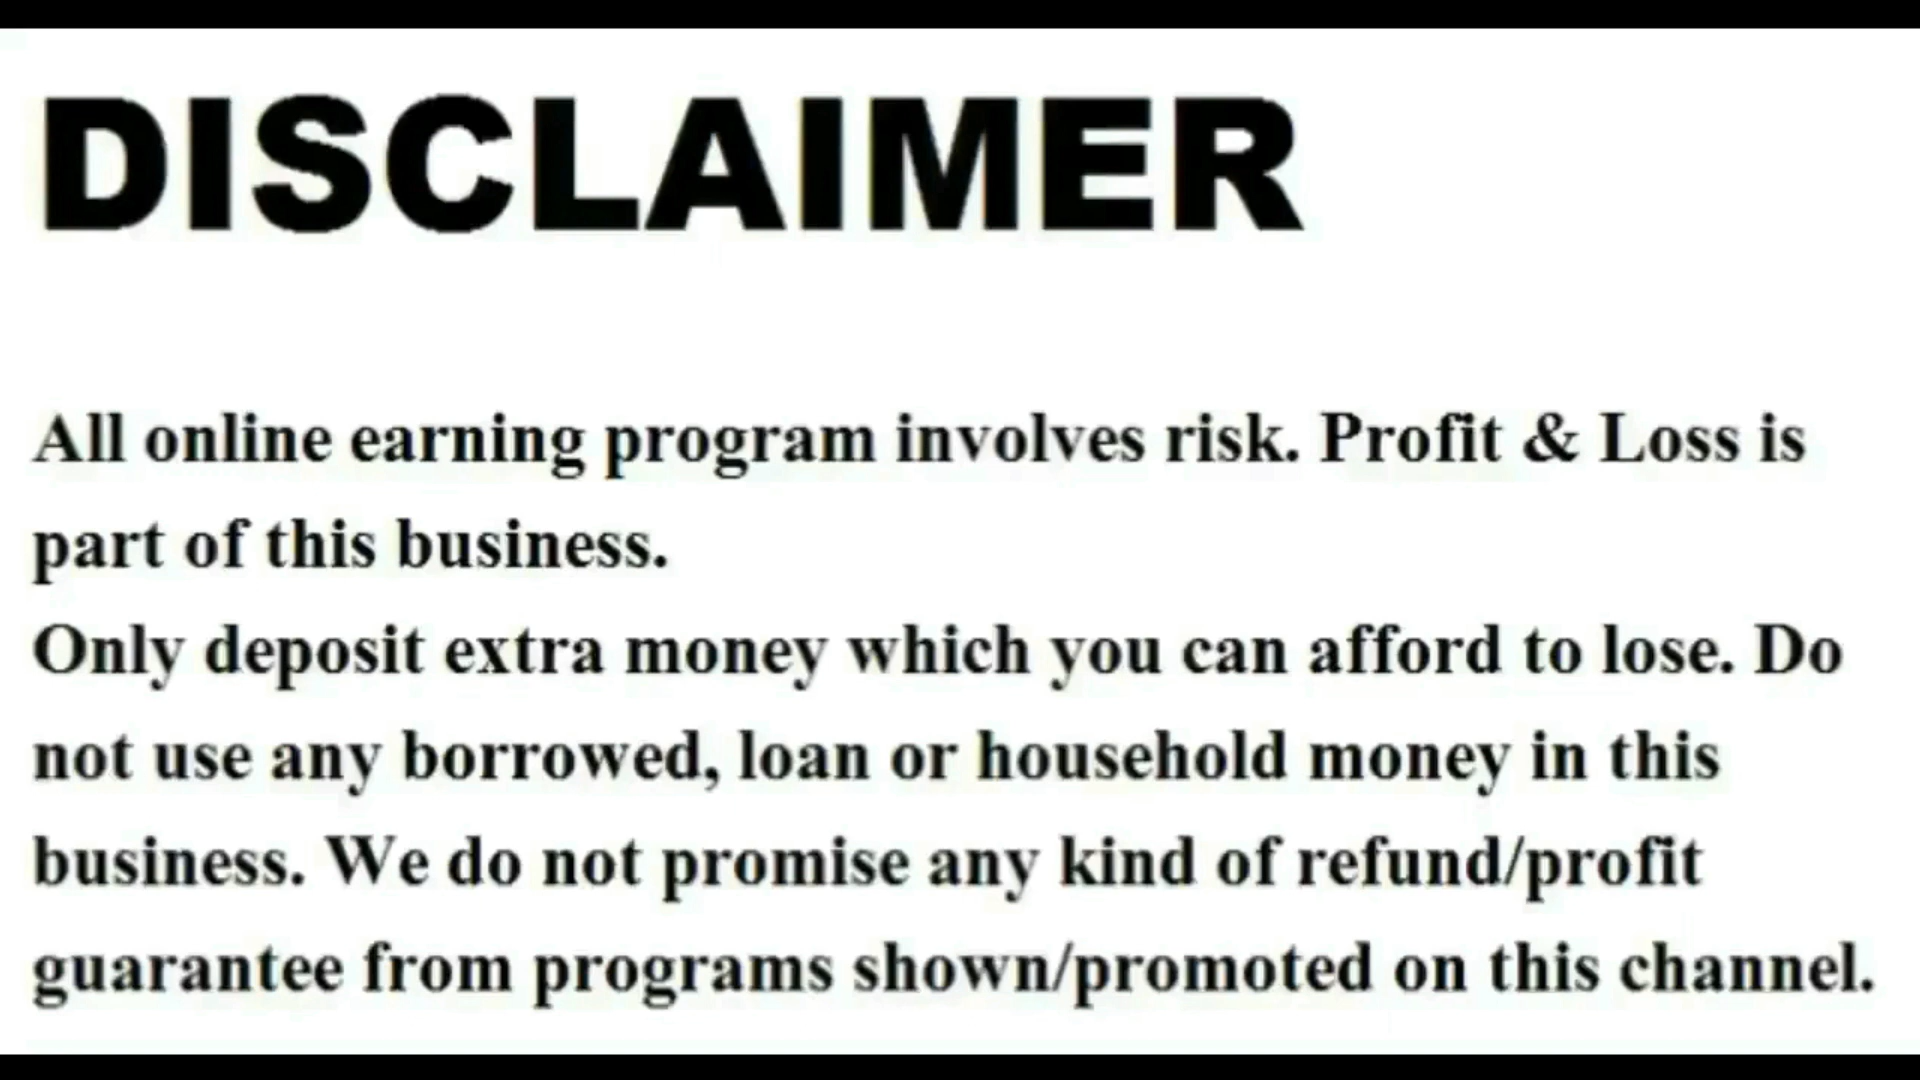 DISCLAIMER
All online earning program involves risk. Profit & Loss is
part of this business.
Only deposit extra money which you can afford to lose. Do
not use any borrowed, loan or household money in this
business. We do not promise any kind of refund/profit
guarantee from programs shown/promoted on this channel.